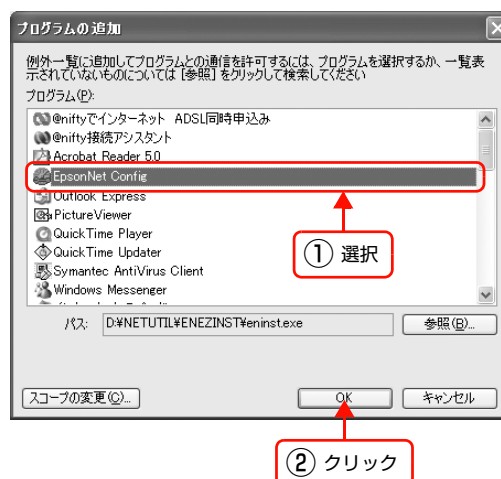 プログラムの追加
例外一覧に追加してプログラムとの通信を許可するには、プログラムを選択するか、一覧表
示されていないものについては [参照] をクリックして検索してください
プログラム(P):
@niftyでインターネット ADSL同時申込み
@nifty接続アシスタント
Acrobat Reader 5.0
EpsonNet Config
Outlook Express
PictureViewer
QuickTime Player
① 選択
QuickTime Updater
Symantec AntiVirus Client
Windows Messenger
パス: D:¥NETUTIL¥ENEZINST¥eninst.exe 参照(B)...
スコープの変更(C)... OK キャンセル
② クリック